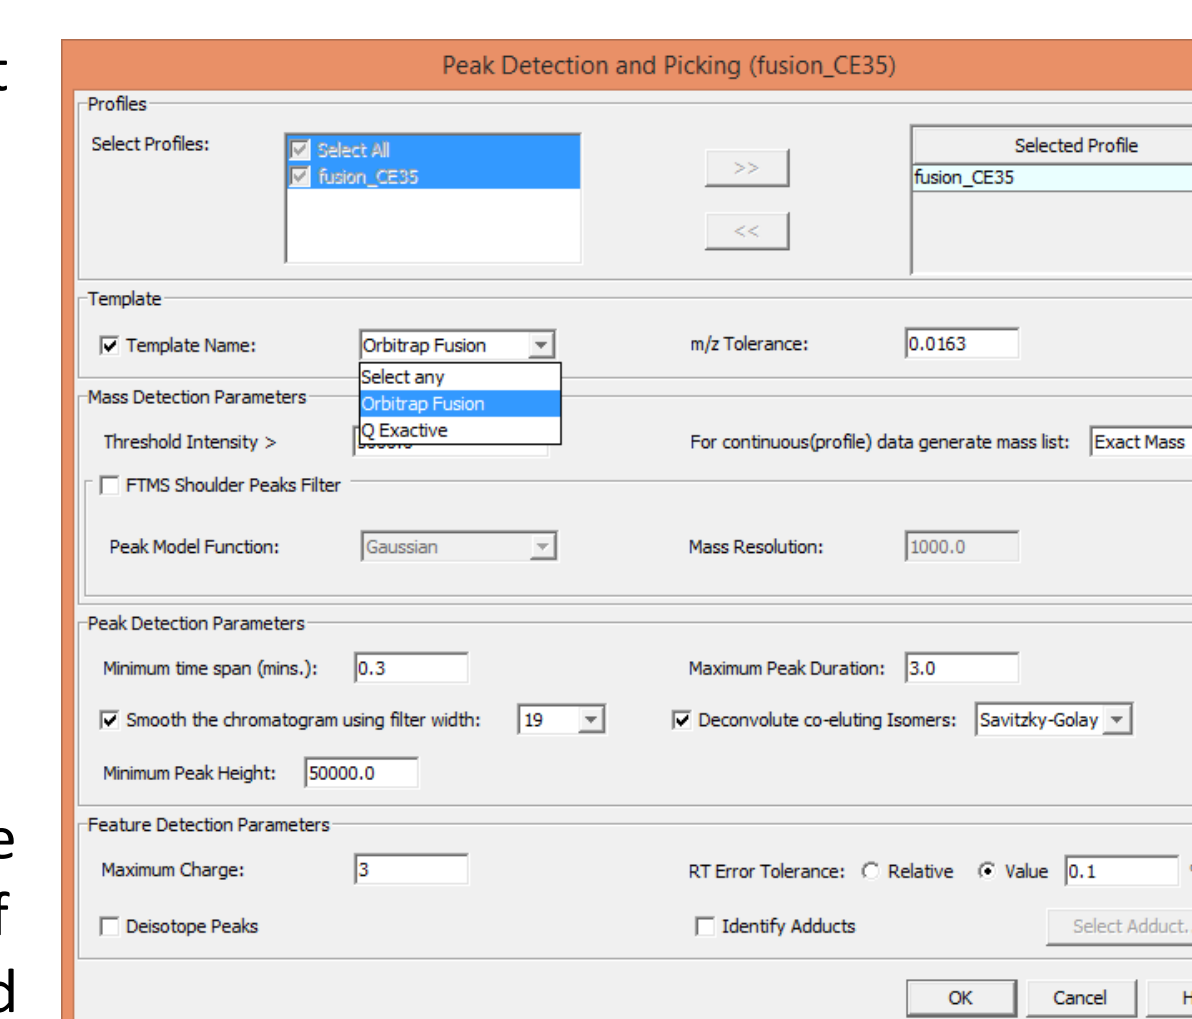 t
Peak Detection and Picking (fusion_CE35)
Profiles
Select Profiles:
Select All
fusion_CE35
>>
<<
Selected Profile
fusion_CE35
Template
Template Name:
Orbitrap Fusion
m/z Tolerance:
0.0163
Select any
Orbitrap Fusion
Q Exactive
Mass Detection Parameters
Threshold Intensity >
For continuous(profile) data generate mass list:
Exact Mass
FTMS Shoulder Peaks Filter
Peak Model Function:
Gaussian
Mass Resolution:
1000.0
Peak Detection Parameters
Minimum time span (mins.):
0.3
Maximum Peak Duration:
3.0
Smooth the chromatogram using filter width:
19
Deconvolute co-eluting Isomers:
Savitzky-Golay
Minimum Peak Height:
50000.0
e
Feature Detection Parameters
Maximum Charge:
3
RT Error Tolerance:
Relative
Value
0.1
f
Deisotope Peaks
Identify Adducts
Select Adduct.
d
OK
Cancel
H